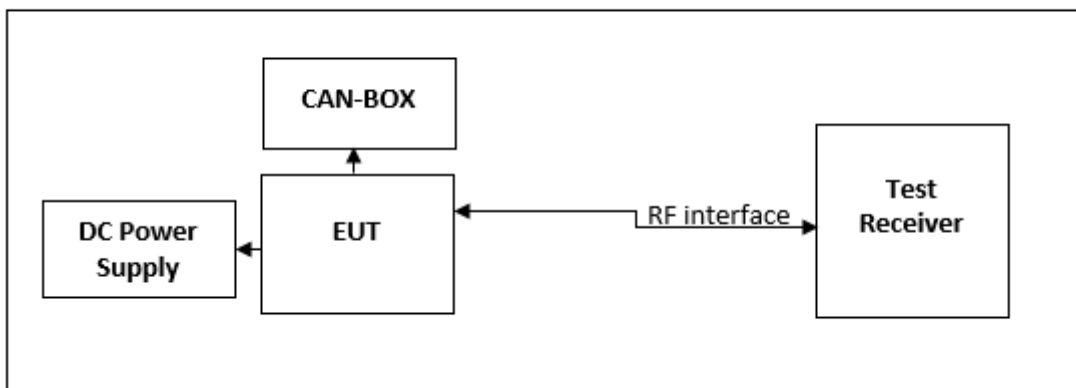 CAN-BOX
DC Power
Supply
EUT
RF interface
Test
Receiver